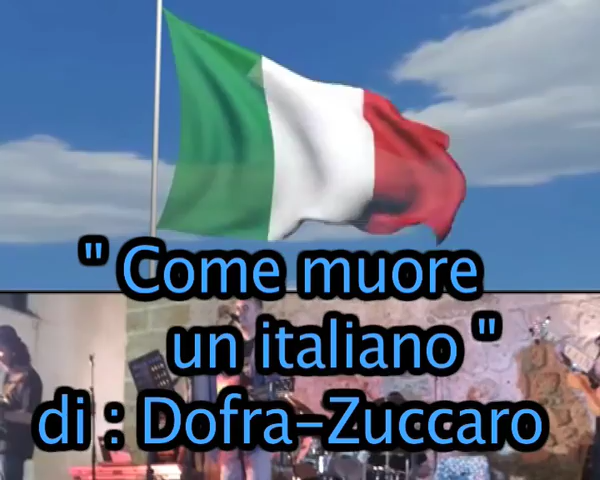 " Come muore
un italiano "
di : Dofra-Zuccaro